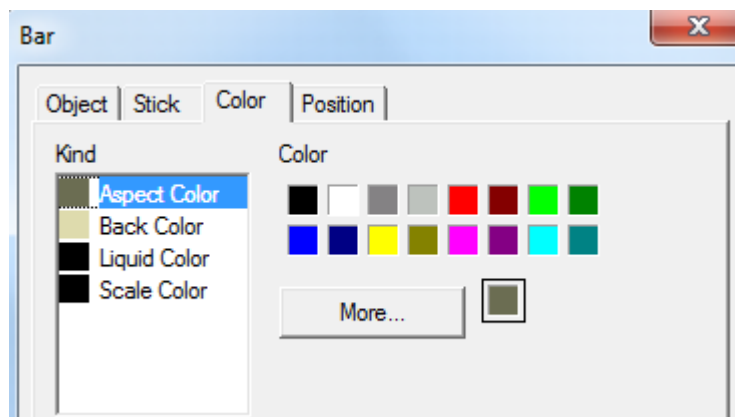 Bar
Object Stick Color Position
Kind
Color
Aspect Color
Back Color
Liquid Color
Scale Color
More...